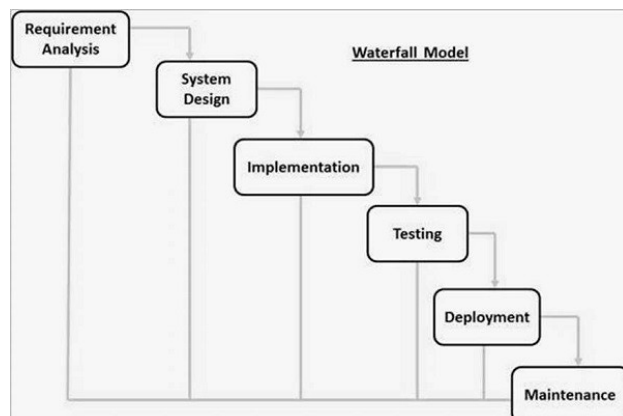 Requirement
Analysis
Waterfall Model
System
Design
Implementation
Testing
Deployment
Maintenance